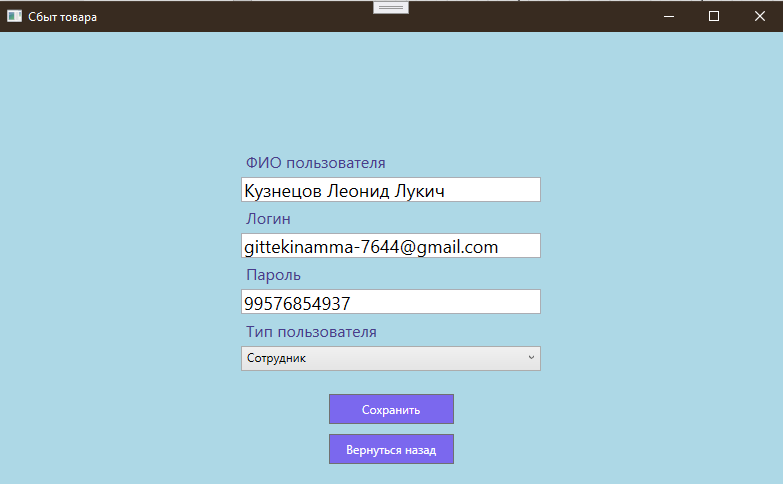 Сбыт товара
ФИО пользователя
Кузнецов Леонид Лукич
Логин
gittekinamma-7644@gmail.com
Пароль
99576854937
Тип пользователя
Сотрудник
Сохранить
Вернуться назад